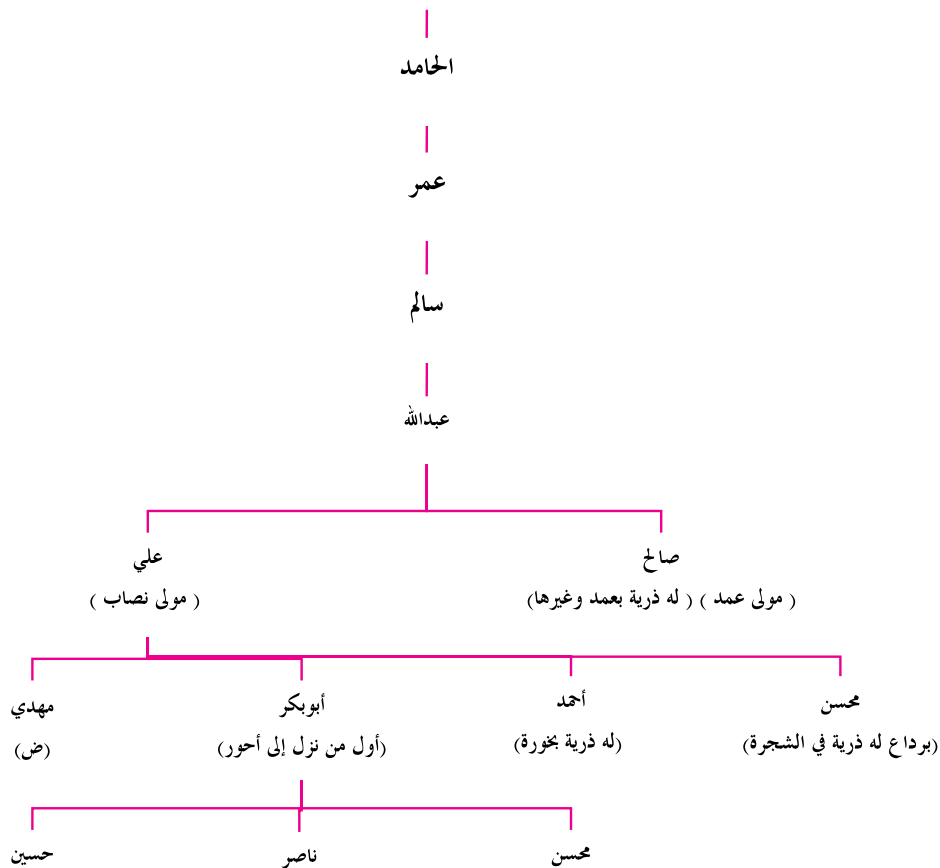 الحامد
عمر
سالم
عبدالله
صالح
علي
( مولى عمد ) ( له ذرية بعمد وغيرها)
( مولى نصاب )
محسن
أحمد
أبوبكر
مهدي
(برداع له ذرية في الشجرة)
(له ذرية بخورة)
(أول من نزل إلى أحور)
(ض)
محسن
ناصر
حسين